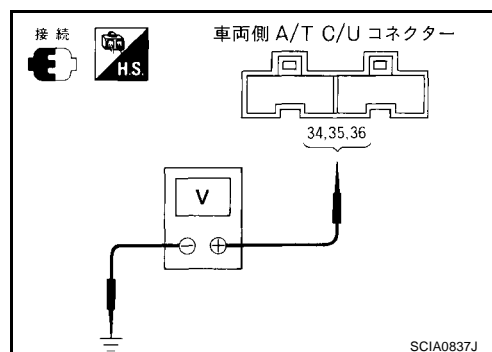 接続
H.S.
車両側 A/T C/U コネクター
34,35,36
V
⊖ ⊕
SCIA0837J